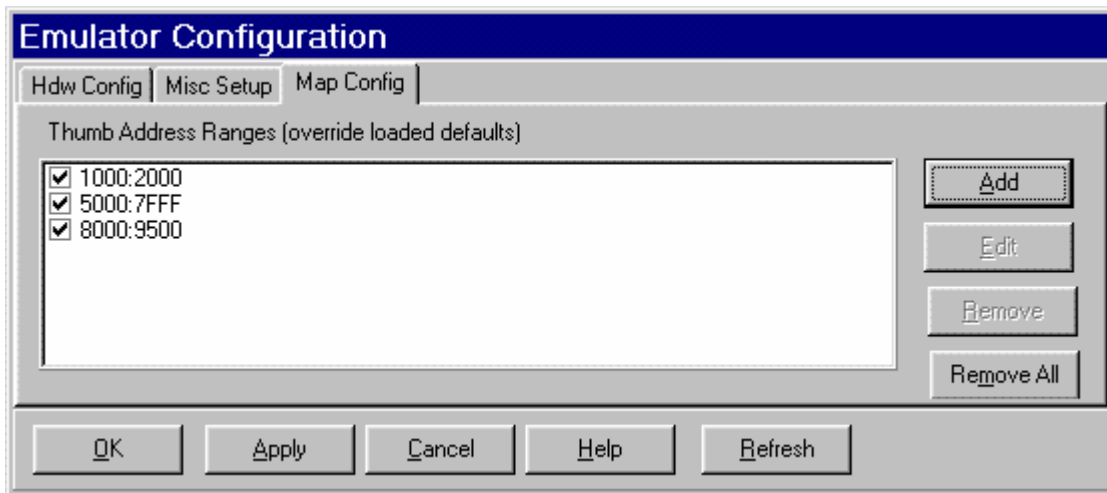 Emulator Configuration
Hdw Config Misc Setup Map Config
Thumb Address Ranges (override loaded defaults)
1000:2000
5000:7FFF
8000:9500
Add
Edit
Remove
Remove All
OK Apply Cancel Help Refresh